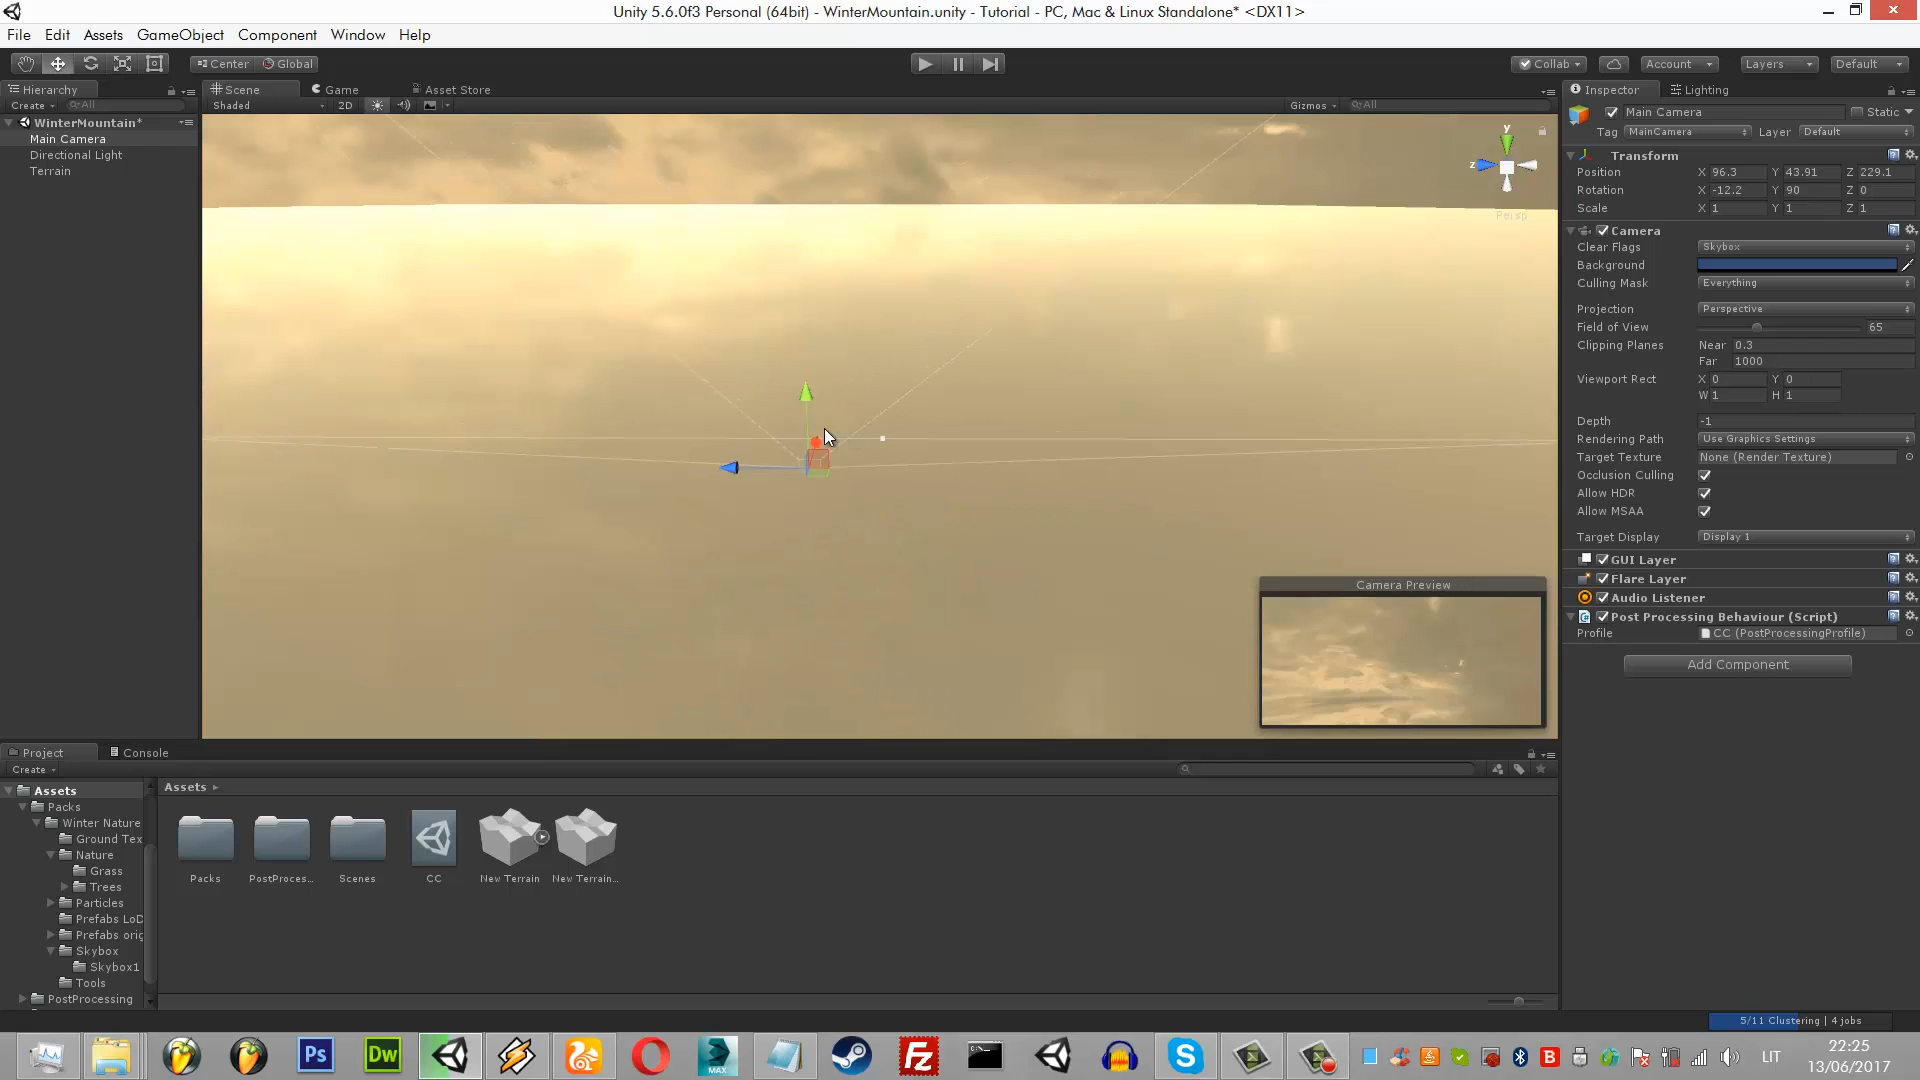 Unity 5.6.0f3 Personal (64bit) - WinterMountain.unity - Tutorial - PC, Mac & Linux Standalone* <DX11>
File Edit Assets GameObject Component Window Help
Center Global Collab Account Layers Default
Hierarchy Scene Game Asset Store Inspector Lighting
Create All Shaded 2D Gizmos All
WinterMountain*
Main Camera
Directional Light
Terrain
y
z
Persp
Main Camera Static
Tag MainCamera Layer Default
Transform
Position X 96.3 Y 43.91 Z 229.1
Rotation X -12.2 Y 90 Z 0
Scale X 1 Y 1 Z 1
Camera
Clear Flags Skybox
Background
Culling Mask Everything
Projection Perspective
Field of View 65
Clipping Planes Near 0.3
Far 1000
Viewport Rect X 0 Y 0
W 1 H 1
Depth -1
Rendering Path Use Graphics Settings
Target Texture None (Render Texture)
Occlusion Culling
Allow HDR
Allow MSAA
Target Display Display 1
GUI Layer
Flare Layer
Audio Listener
Post Processing Behaviour (Script)
Profile CC (PostProcessingProfile)
Add Component
Camera Preview
Project Console
Create
Assets
Packs
Winter Nature
Ground Tex
Nature
Grass
Trees
Particles
Prefabs LoD
Prefabs orig
Skybox
Skybox1
Tools
PostProcessing
Assets
Packs PostProces... Scenes CC New Terrain New Terrain...
5/11 Clustering | 4 jobs
Ps Dw MAX Fz S B LIT
22:25
13/06/2017